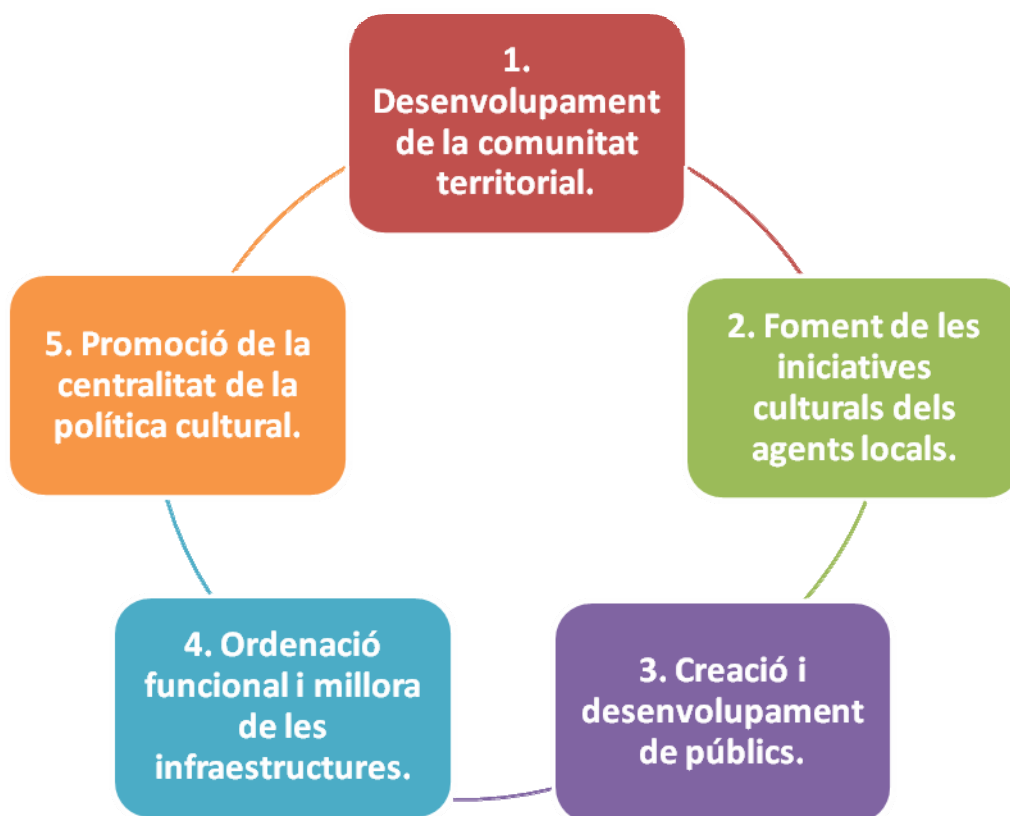 1.
Desenvolupament
de la comunitat
territorial.
2. Foment de les
iniciatives
culturals dels
agents locals.
3. Creació i
desenvolupament
de públics.
4. Ordenació
funcional i millora
de les
infraestructures.
5. Promoció de la
centralitat de la
política cultural.